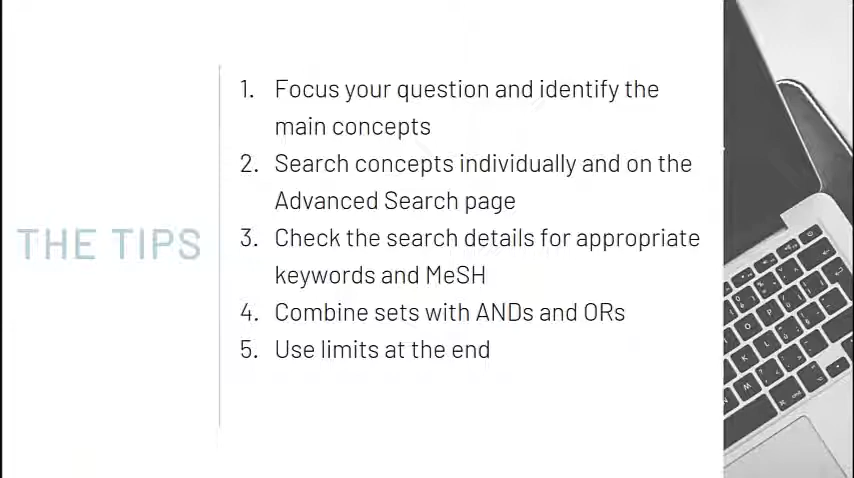 THE TIPS
1. Focus your question and identify the
main concepts
2. Search concepts individually and on the
Advanced Search page
3. Check the search details for appropriate
keywords and MeSH
4. Combine sets with ANDs and ORs
5. Use limits at the end